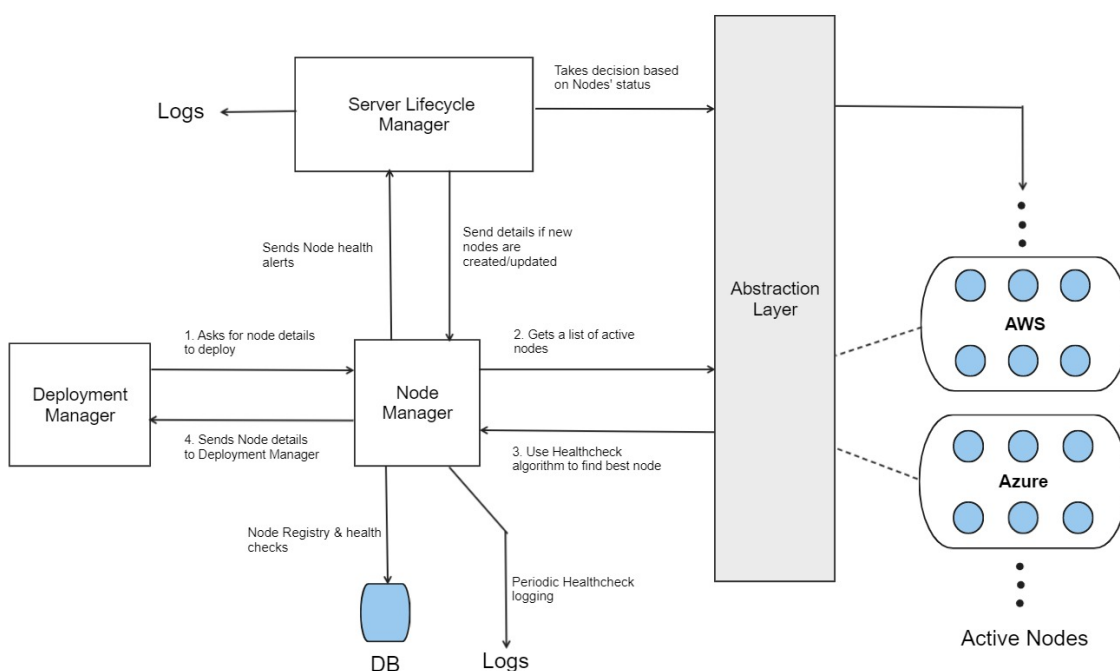 Takes decision based
on Nodes' status
Logs
Server Lifecycle
Manager
Sends Node health
alerts
Send details if new
nodes are
created/updated
Abstraction
Layer
AWS
1. Asks for node details
to deploy
2. Gets a list of active
nodes
Deployment
Manager
Node
Manager
4. Sends Node details
to Deployment Manager
3. Use Healthcheck
algorithm to find best node
Azure
Node Registry & health
checks
Periodic Healthcheck
logging
DB
Logs
Active Nodes